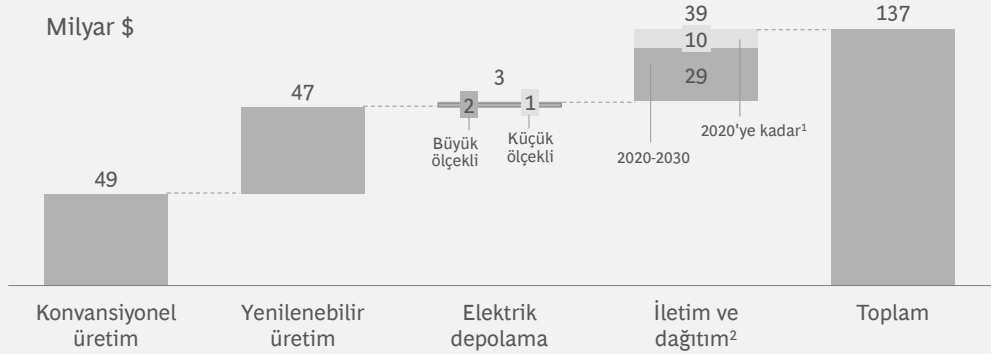 Milyar $
49
47
3
2
1
Büyük
ölçekli
Küçük
ölçekli
39
10
29
2020-2030
2020'ye kadar¹
137
Konvansiyonel
üretim
Yenilenebilir
üretim
Elektrik
depolama
İletim ve
dağıtım²
Toplam